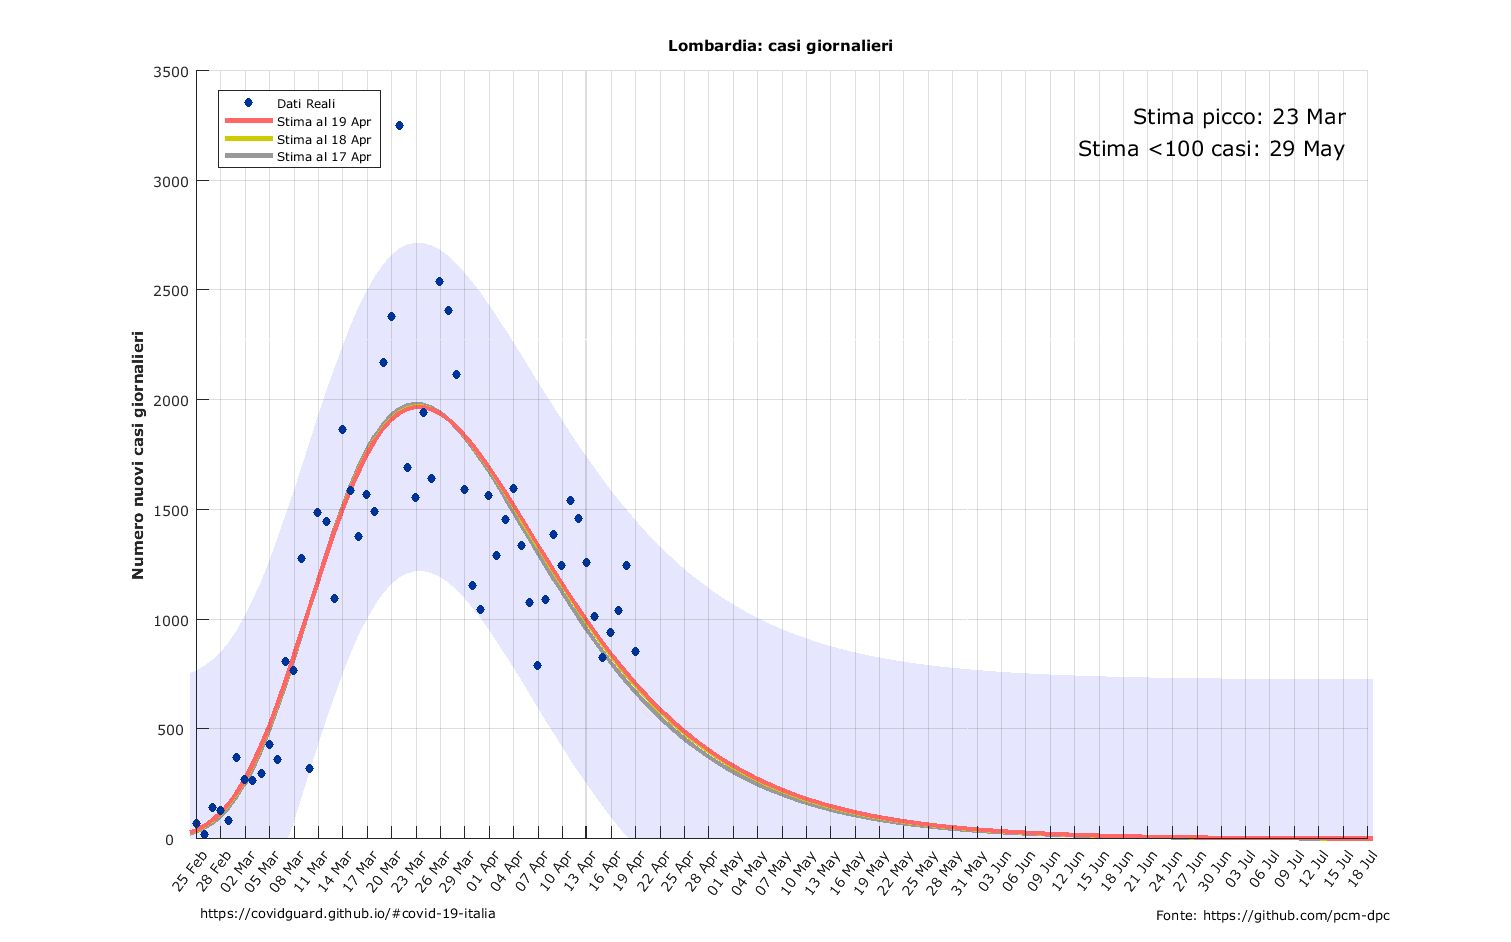 Lombardia: casi giornalieri
3500
3000
2500
2000
1500
1000
500
0
Numero nuovi casi giornalieri
Dati Reali
Stima al 19 Apr
Stima al 18 Apr
Stima al 17 Apr
Stima picco: 23 Mar
Stima <100 casi: 29 May
25 Feb
28 Feb
02 Mar
05 Mar
08 Mar
11 Mar
14 Mar
17 Mar
20 Mar
23 Mar
26 Mar
29 Mar
01 Apr
04 Apr
07 Apr
10 Apr
13 Apr
16 Apr
19 Apr
22 Apr
25 Apr
28 Apr
01 May
04 May
07 May
10 May
13 May
16 May
19 May
22 May
25 May
28 May
31 May
03 Jun
06 Jun
09 Jun
12 Jun
15 Jun
18 Jun
21 Jun
24 Jun
27 Jun
30 Jun
03 Jul
06 Jul
09 Jul
12 Jul
15 Jul
18 Jul
https://covidguard.github.io/#covid-19-italia
Fonte: https://github.com/pcm-dpc